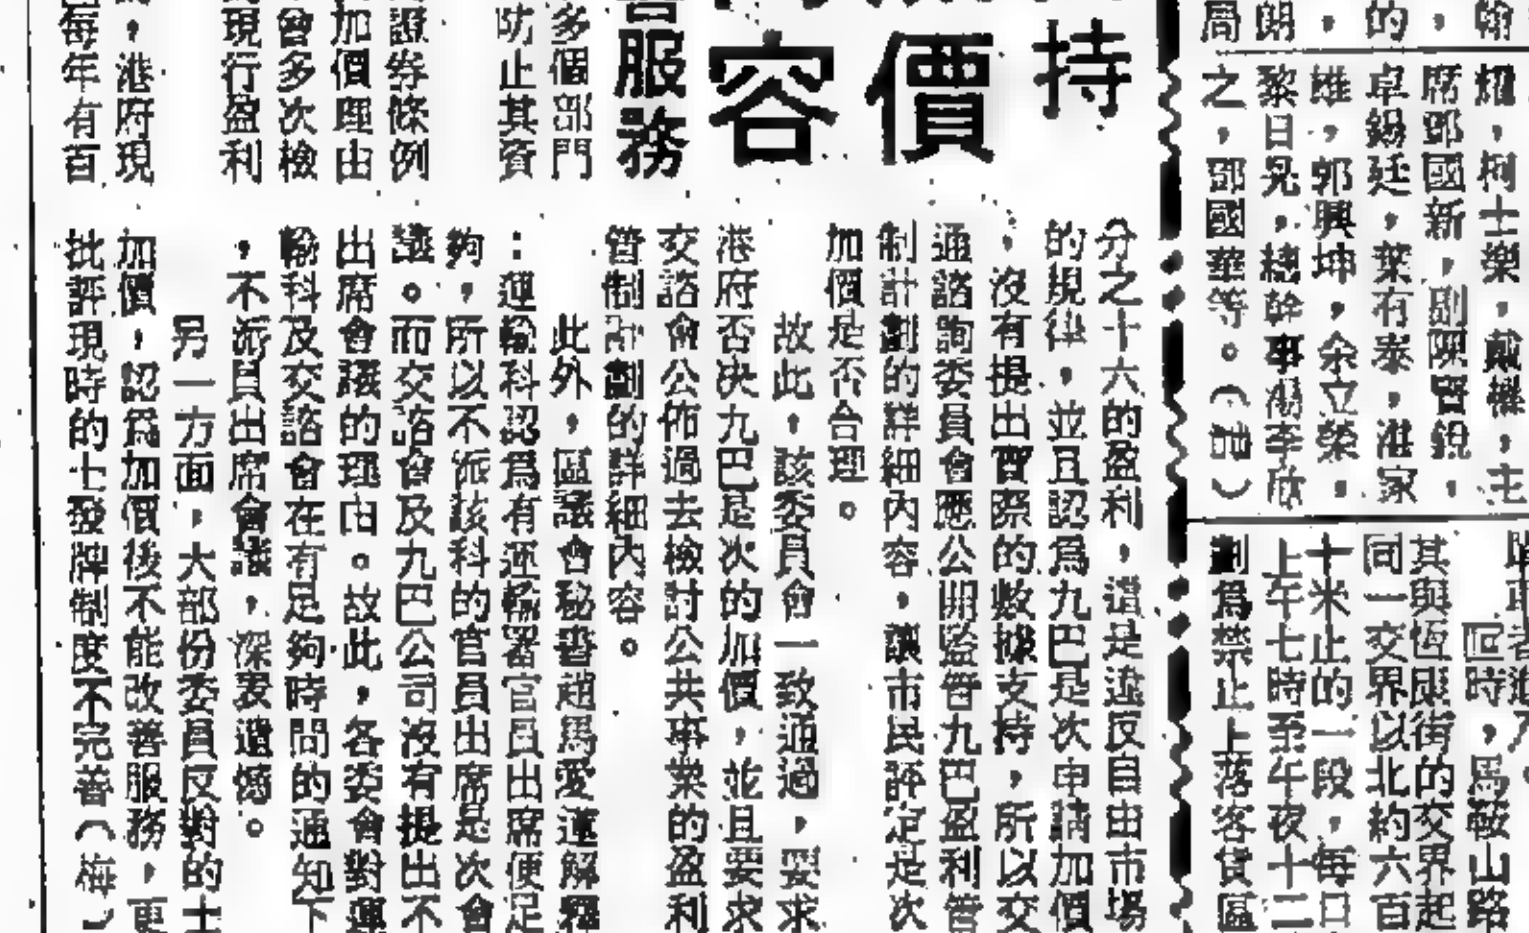 翰
的
朗
局
耀，柯士樂，戴機，主
席鄧國新，副陳寶銳，
卓錫廷，葉有泰，家
雄，郭興坤，余立榮，
黎日晃，總幹事湯李欣
之，鄧國華等。
時，馬鞍山路
其與恆康街的交界起
同一交界以北約六百
十米止的一段，每日
上午七時至午夜十二
劃爲禁止上落客貨區
持
價
容
服務
多個部門
防止其資
證券條例
加價理由
曾多次檢
現行盈利
，港府現
每年有百
分之十六的盈利，這是違反自由市場
的規律，並且認爲九巴是次申請加價
，沒有提出實際的數據支持，所以交
通諮詢委員會應公開監管九巴盈利管
制計劃的詳細內容，讓市民評定是次
加價是否合理。
故此，該委員會一致通過，要求
港府否决九巴是次的加價，並且要求
交諮會公佈過去檢討公共事業的盈利
管制計劃的詳細內容。
此外，區議會秘書趙馬愛蓮解釋
：運輸科認爲有運輸署官員出席便足
夠，所以不派該科的官員出席是次會
議。而交諮會及九巴公司沒有提出不
出席會議的理由。故此，各委會對運
輸科及交諮會在有足夠時間的通知下
，不派員出席會議，深表遺憾。
另一方面，大部份委員反對的士
加價，認爲加價後不能改善服務，更
批評現時的士發牌制度不完善（梅）